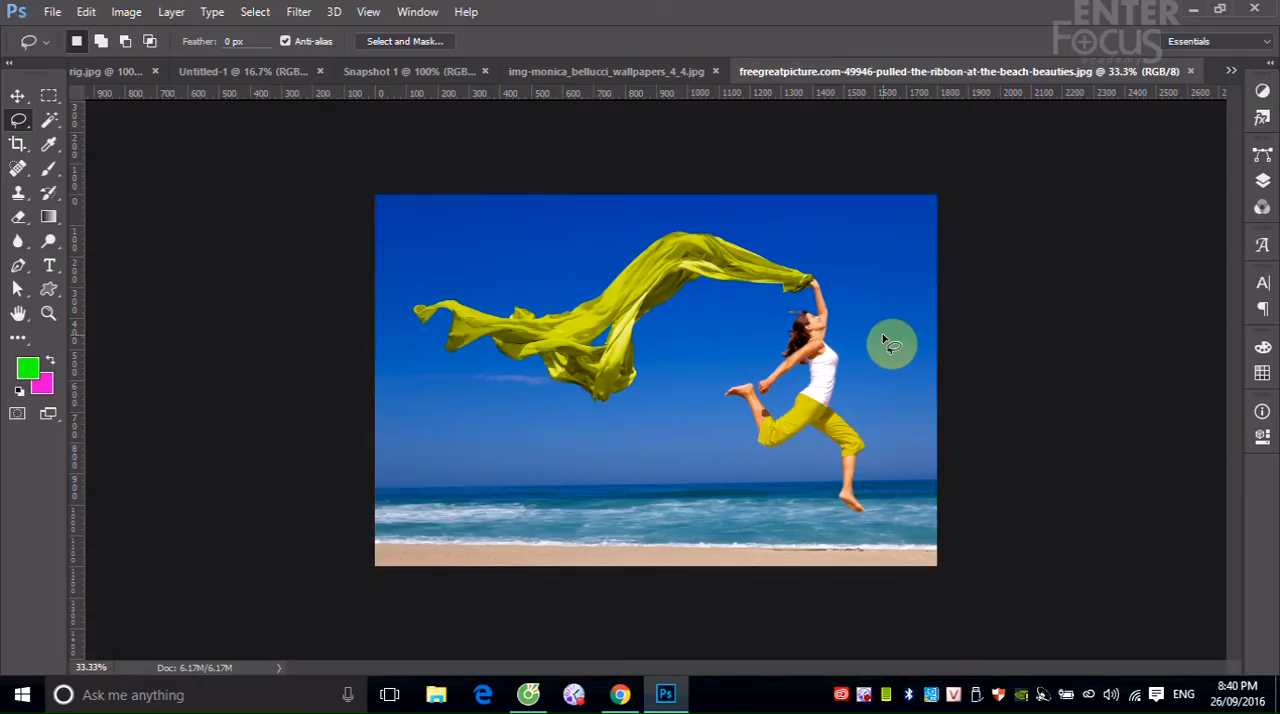 Ps File Edit Image Layer Type Select Filter 3D View Window Help
ENTER
FOCUS
academy
Feather: 0 px Anti-alias Select and Mask... Essentials
rig.jpg @ 100... × Untitled-1 @ 16.7% (RGB... × Snapshot 1 @ 100% (RGB... × img-monica_bellucci_wallpapers_4_4.jpg × freegreatpicture.com-49946-pulled-the-ribbon-at-the-beach-beauties.jpg @ 33.3% (RGB/8) ×
900 800 700 600 500 400 300 200 100 0 100 200 300 400 500 600 700 800 900 1000 1100 1200 1300 1400 1500 1600 1700 1800 1900 2000 2100 2200 2300 2400 2500 2600
33.33% Doc: 6.17M/6.17M
Ask me anything
Ps
ENG
8:40 PM
26/09/2016